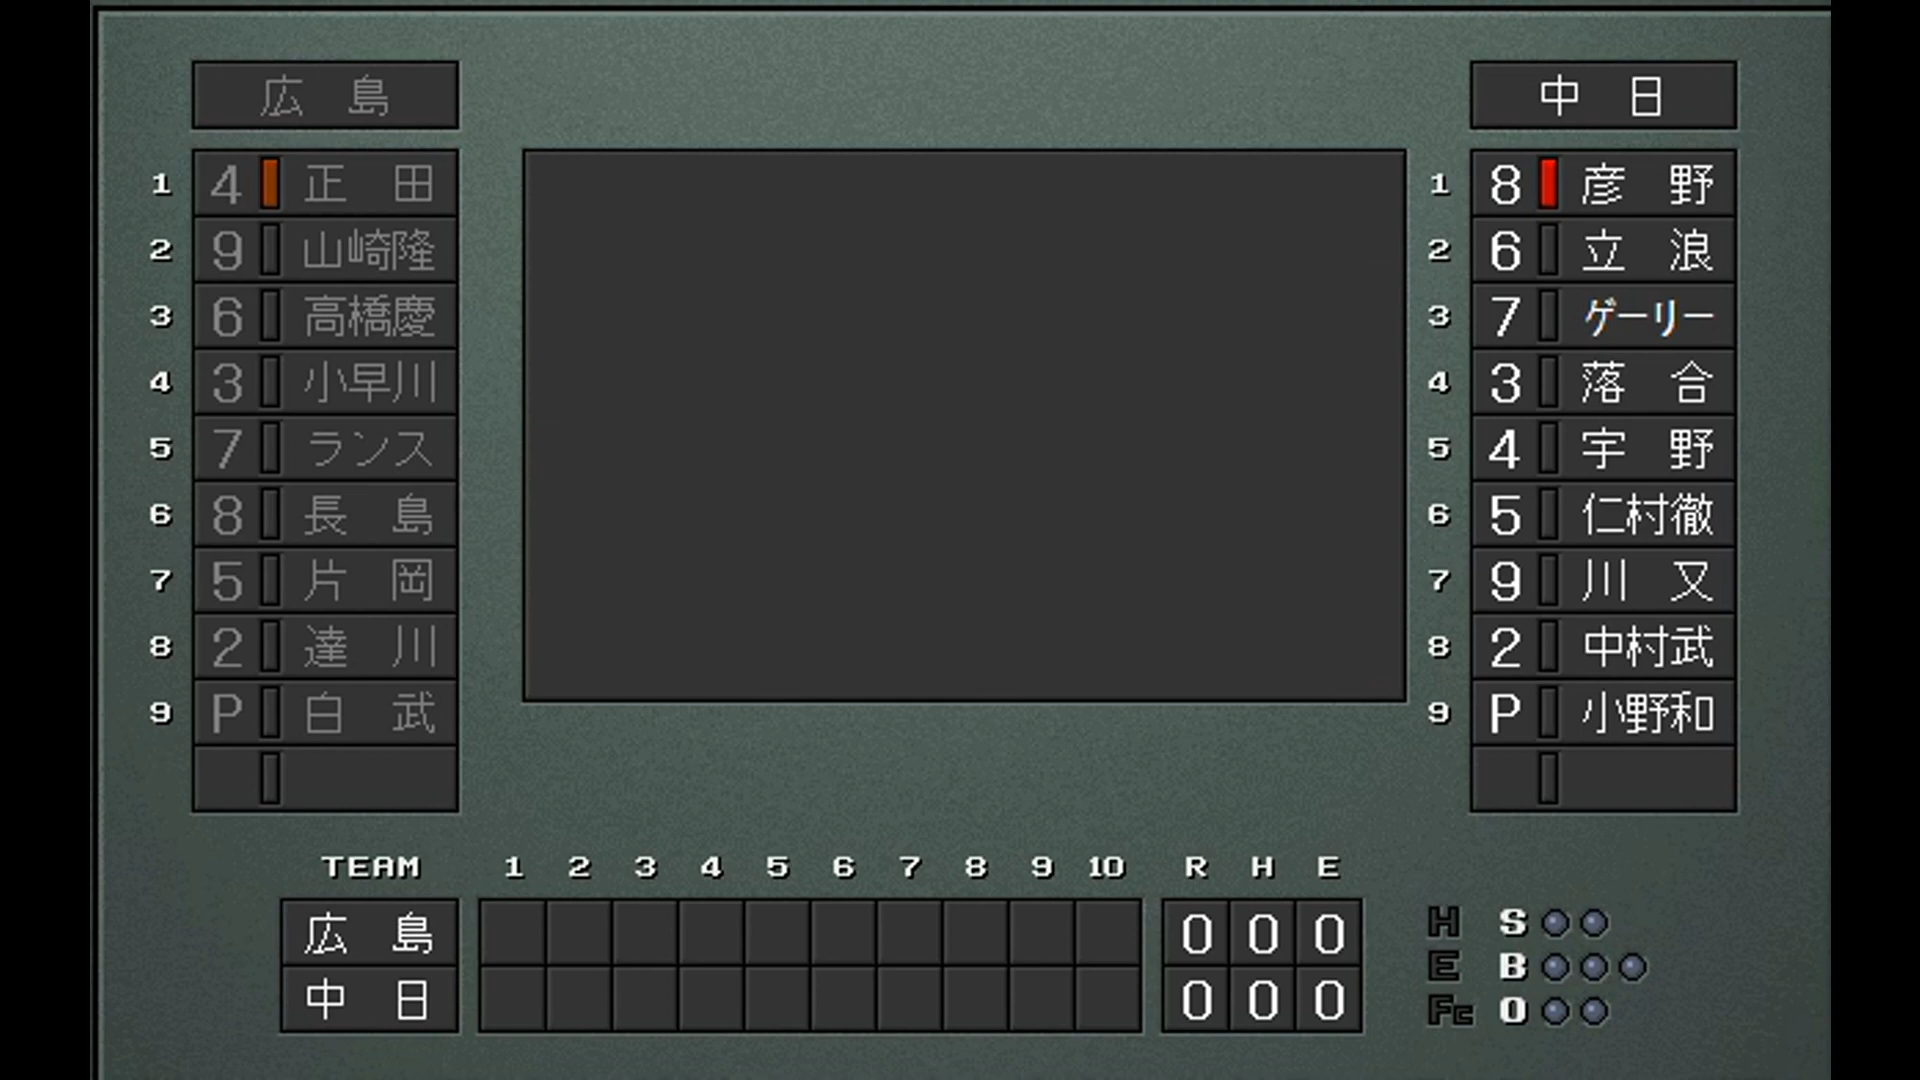 広島
1 4 正田
2 9 山崎隆
3 6 高橋慶
4 3 小早川
5 7 ランス
6 8 長島
7 5 片岡
8 2 達川
9 P 白武
中日
1 8 彦野
2 6 立浪
3 7 ゲーリー
4 3 落合
5 4 宇野
6 5 仁村徹
7 9 川又
8 2 中村武
9 P 小野和
TEAM 1 2 3 4 5 6 7 8 9 10 R H E
広島 0 0 0
中日 0 0 0
H S
E B
Fc O